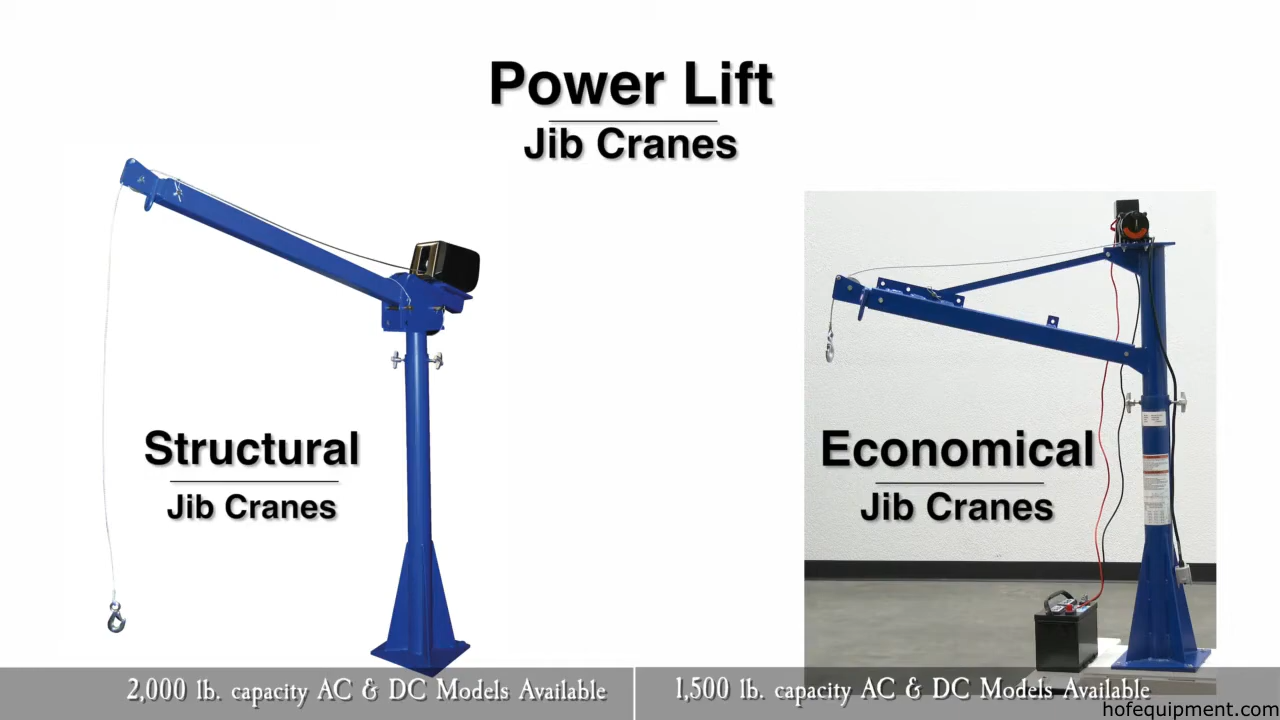 Power Lift
Jib Cranes
Structural
Jib Cranes
Economical
Jib Cranes
2,000 lb. capacity AC & DC Models Available
1,500 lb. capacity AC & DC Models Available
hofequipment.com